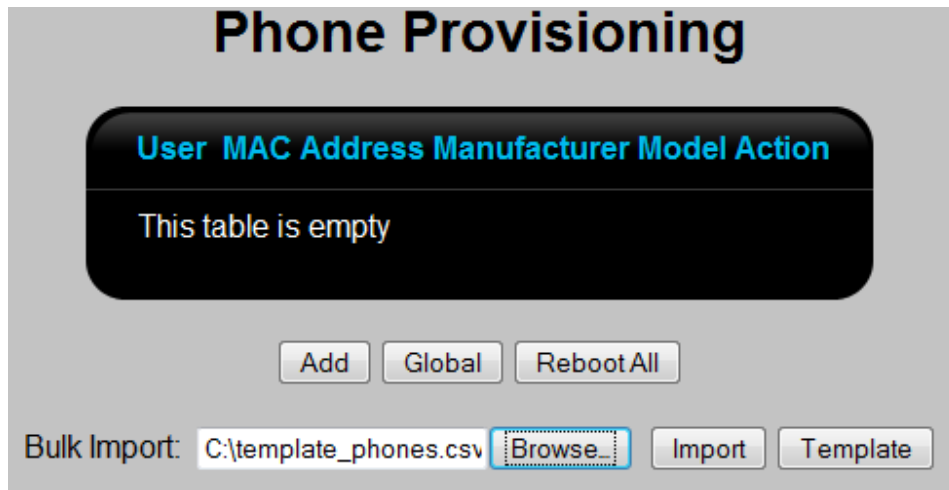 Phone Provisioning
User MAC Address Manufacturer Model Action
This table is empty
Add Global Reboot All
Bulk Import: C:\template_phones.csv Browse... Import Template